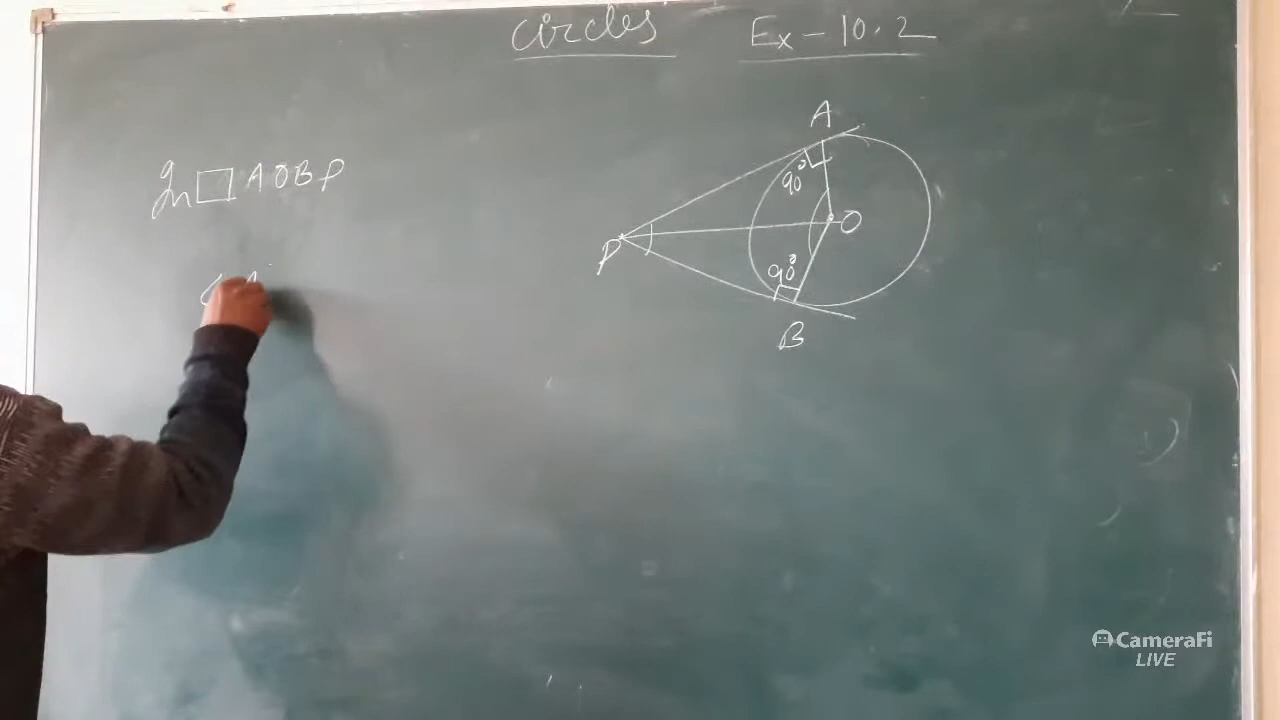 Circles Ex - 10.2
In □ AOBP
A
90°
O
P
90°
B
CameraFi
LIVE